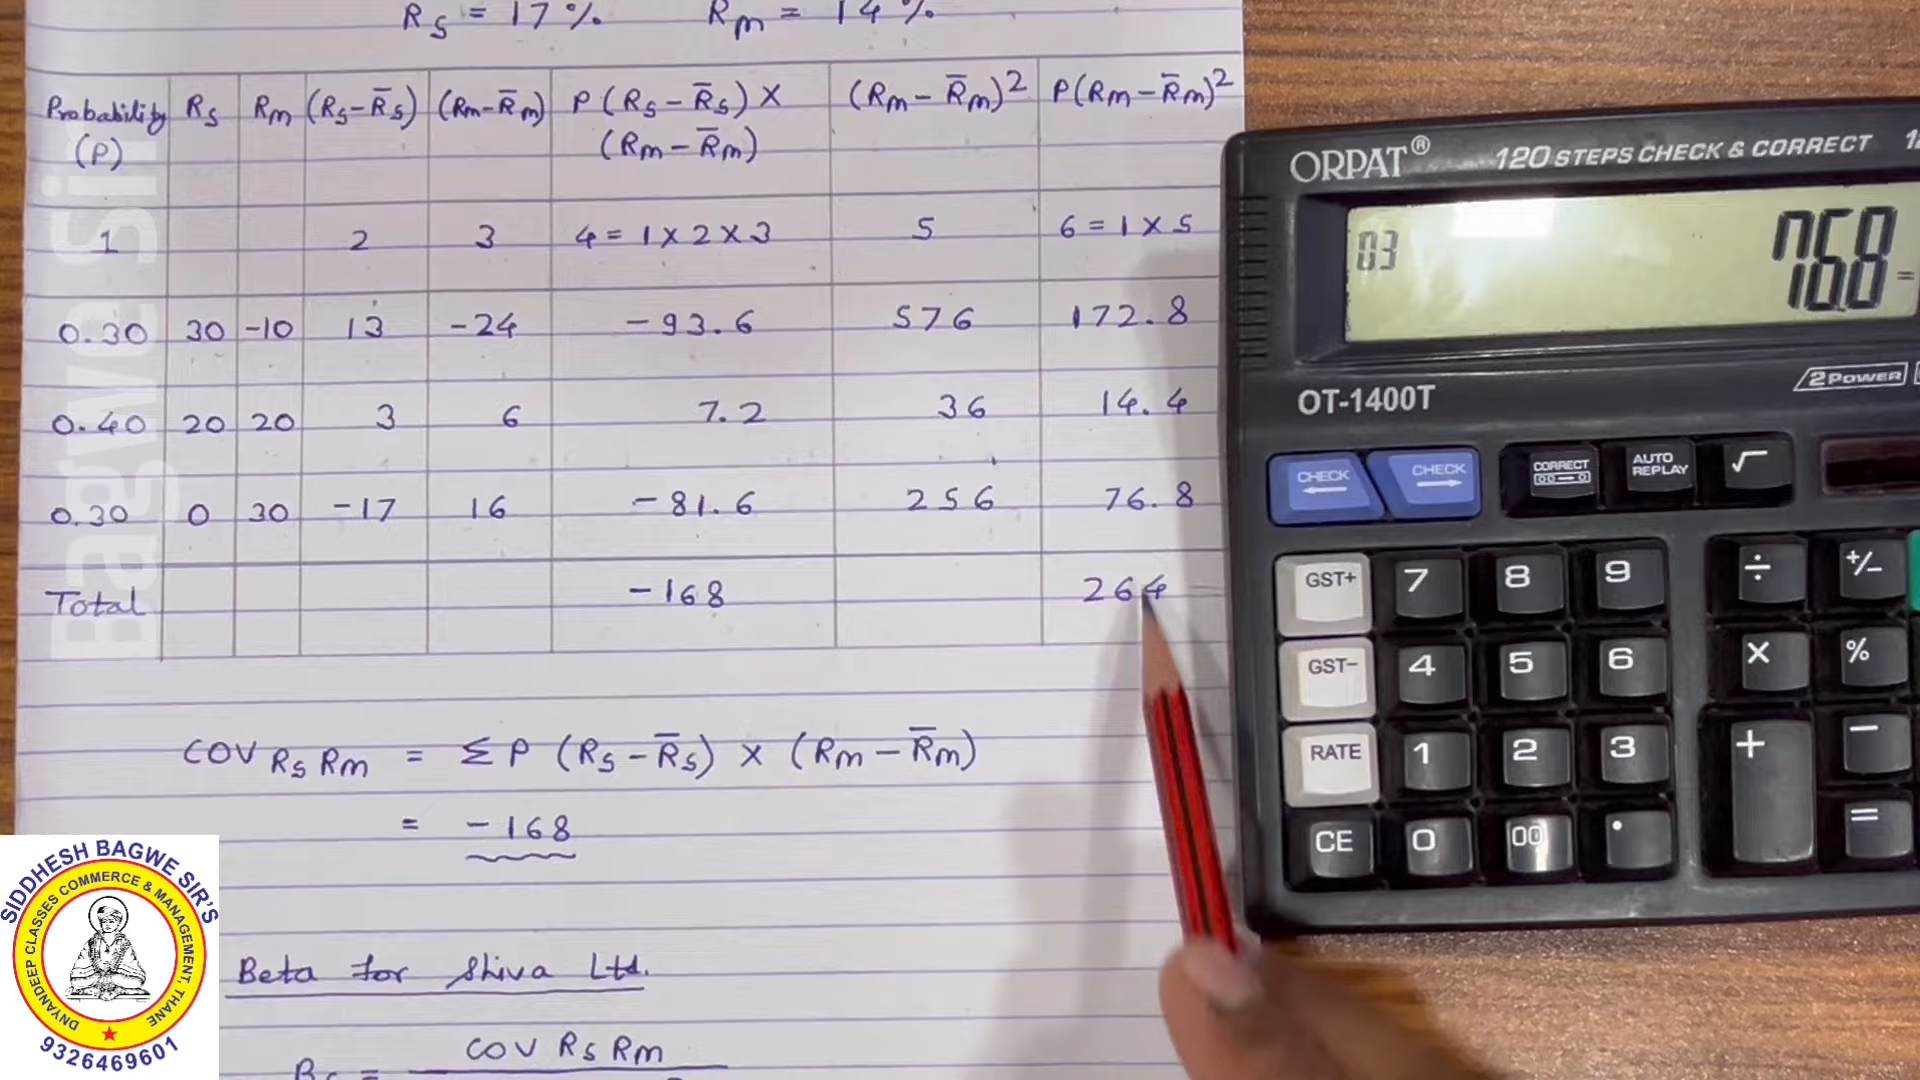 Rs = 17% Rm = 14%
Probability (P) Rs Rm (Rs-R̅s) (Rm-R̅m) P(Rs-R̅s) × (Rm-R̅m) (Rm-R̅m)² P(Rm-R̅m)²
1 2 3 4=1×2×3 5 6=1×5
0.30 30 -10 13 -24 -93.6 576 172.8
0.40 20 20 3 6 7.2 36 14.4
0.30 0 30 -17 16 -81.6 256 76.8
Total -168 264
COV Rs Rm = Σ P (Rs-R̅s) × (Rm-R̅m)
= -168
Beta for Shiva Ltd.
COV Rs Rm
Bagwe Sir
SIDDHESH BAGWE SIR'S
DNYANDEEP CLASSES COMMERCE & MANAGEMENT, THANE
9326469601
ORPAT® 120 STEPS CHECK & CORRECT
03 76.8 =
OT-1400T 2 POWER
CHECK CHECK CORRECT 00→0 AUTO REPLAY √
GST+ 7 8 9 ÷ +/-
GST- 4 5 6 × %
RATE 1 2 3 + -
CE 0 00 . =